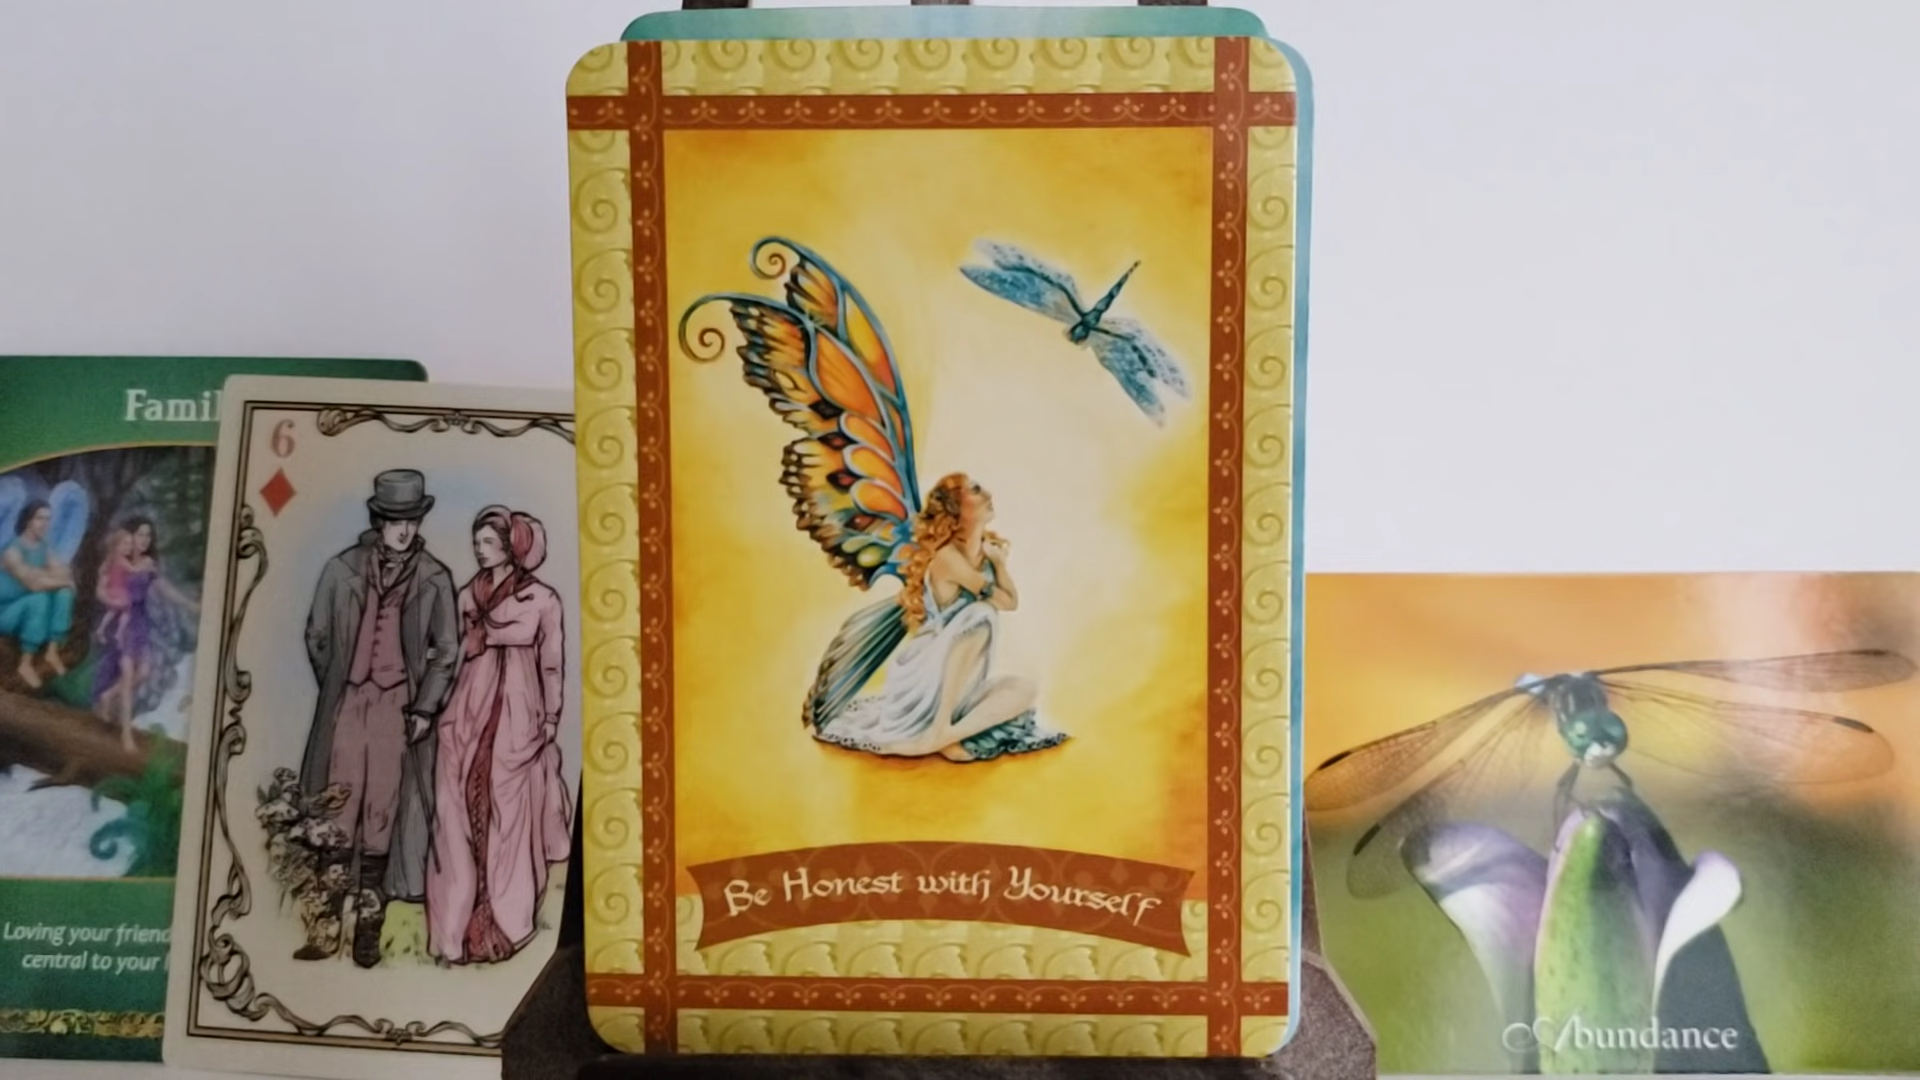 Famil
Loving your friend
central to your
6
Be Honest with Yourself
Abundance